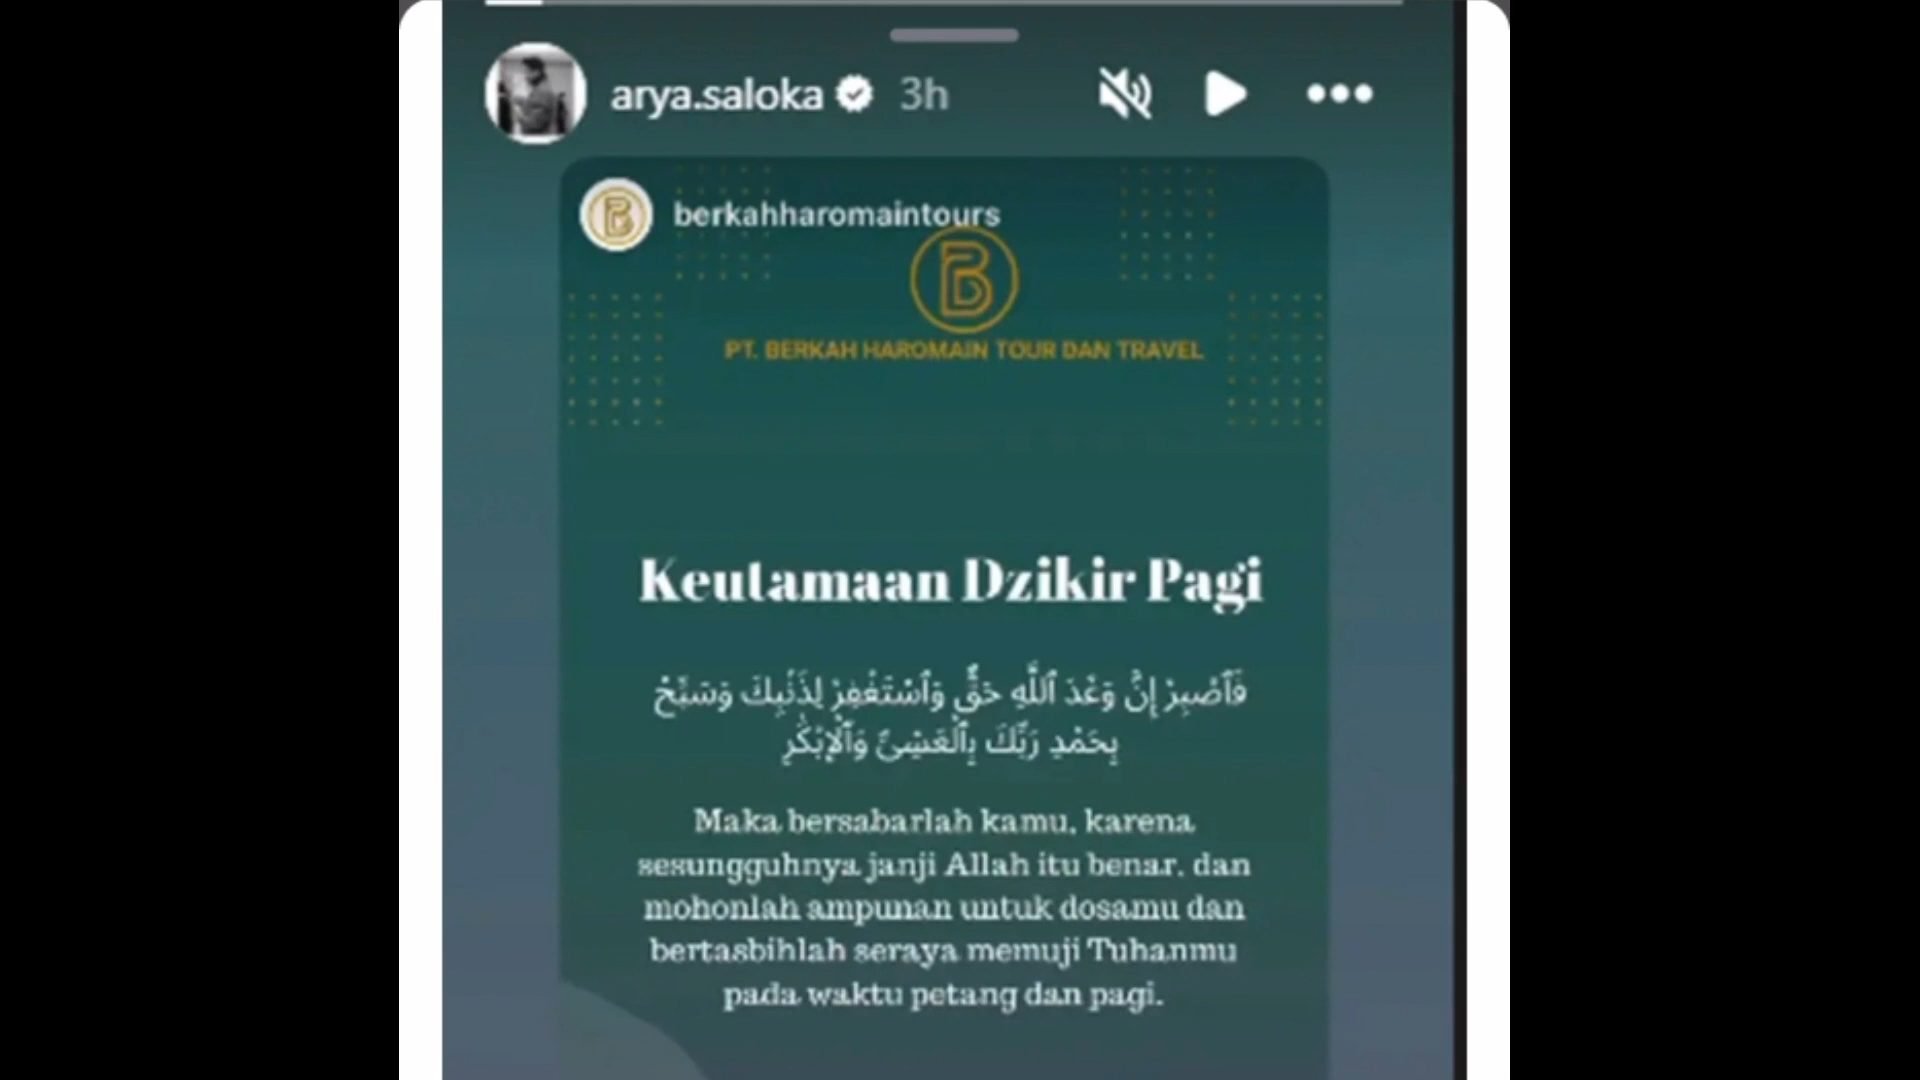 arya.saloka 3h
berkahharomaintours
PT. BERKAH HAROMAIN TOUR DAN TRAVEL
Keutamaan Dzikir Pagi
فَٱصْبِرْ إِنَّ وَعْدَ ٱللَّهِ حَقٌّ وَٱسْتَغْفِرْ لِذَنۢبِكَ وَسَبِّحْ
بِحَمْدِ رَبِّكَ بِٱلْعَشِىِّ وَٱلْإِبْكَٰرِ
Maka bersabarlah kamu, karena
sesungguhnya janji Allah itu benar, dan
mohonlah ampunan untuk dosamu dan
bertasbihlah seraya memuji Tuhanmu
pada waktu petang dan pagi.